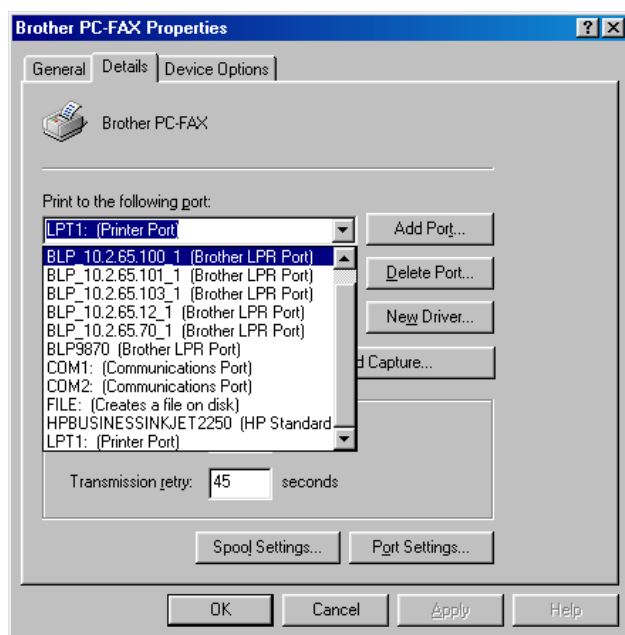 Brother PC-FAX Properties
General Details Device Options
Brother PC-FAX
Print to the following port:
LPT1: (Printer Port)
Add Port...
BLP_10.2.65.100_1 (Brother LPR Port)
BLP_10.2.65.101_1 (Brother LPR Port)
BLP_10.2.65.103_1 (Brother LPR Port)
BLP_10.2.65.12_1 (Brother LPR Port)
BLP_10.2.65.70_1 (Brother LPR Port)
BLP9870 (Brother LPR Port)
COM1: (Communications Port)
COM2: (Communications Port)
FILE: (Creates a file on disk)
HPBUSINESSINKJET2250 (HP Standard
LPT1: (Printer Port)
Delete Port...
New Driver...
d Capture...
Transmission retry: 45 seconds
Spool Settings... Port Settings...
OK Cancel Apply Help